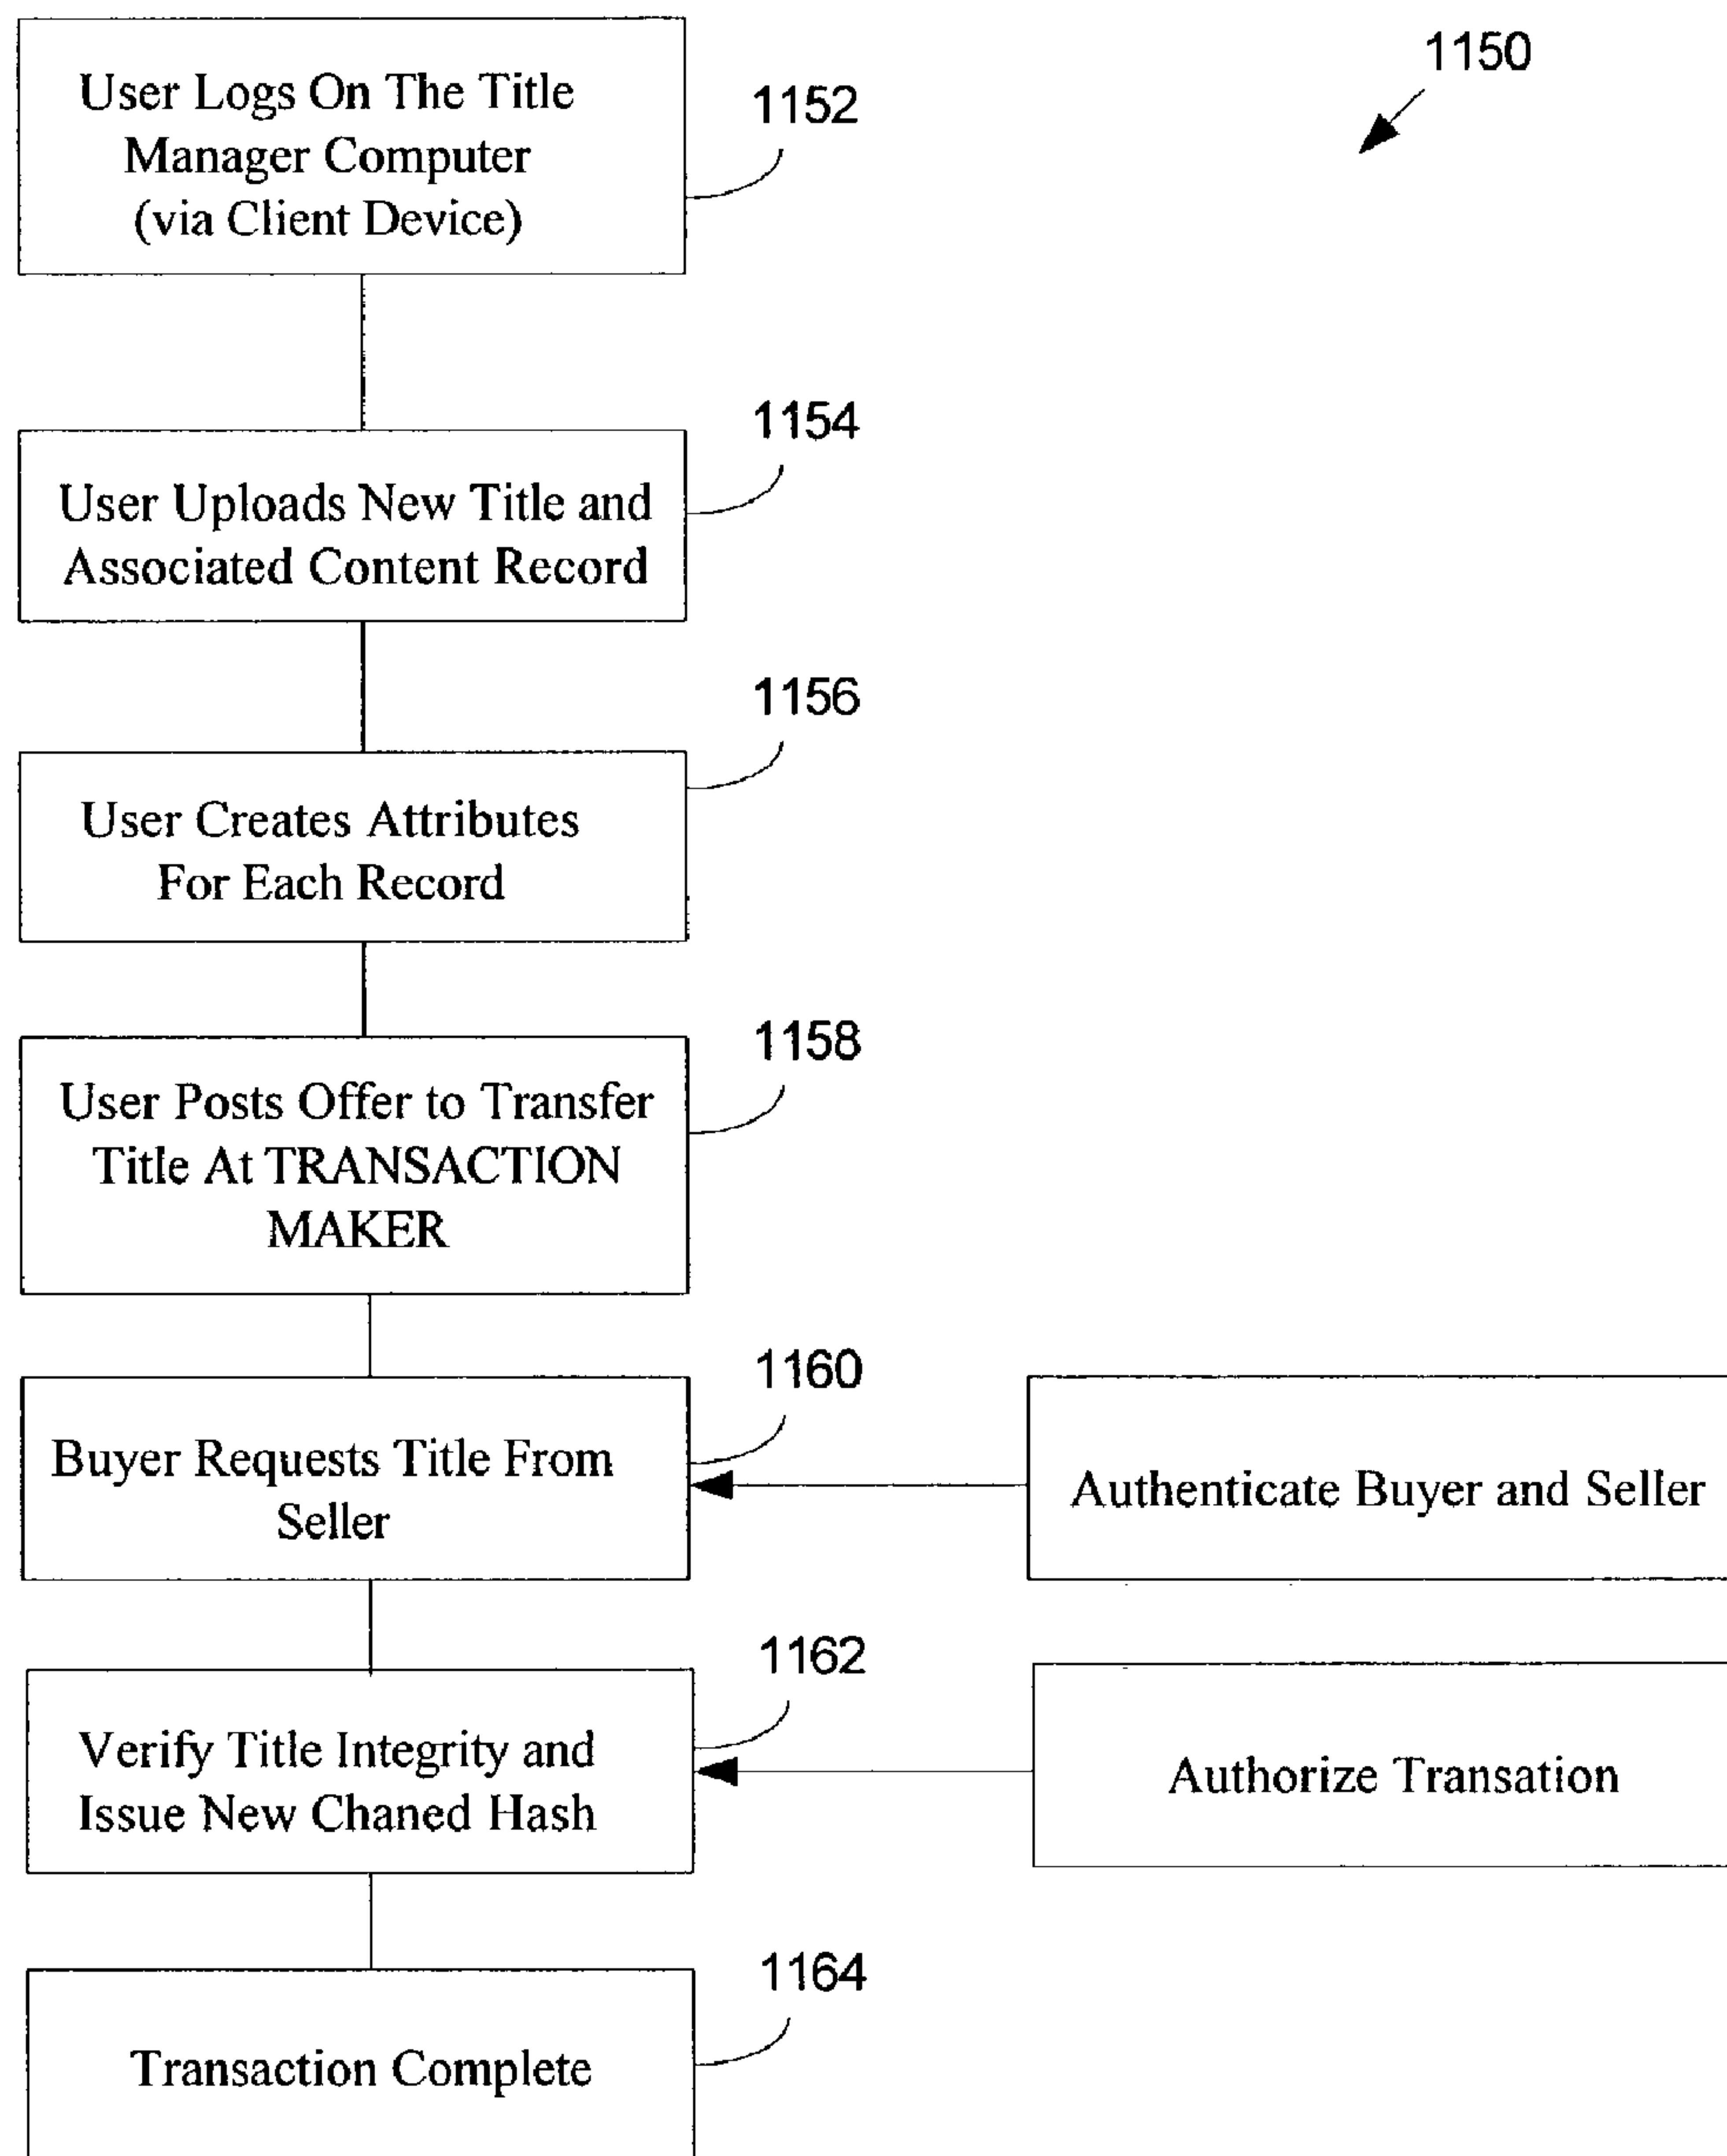 1150
User Logs On The Title
Manager Computer
(via Client Device)
1152
User Uploads New Title and
Associated Content Record
1154
User Creates Attributes
For Each Record
1156
User Posts Offer to Transfer
Title At TRANSACTION
MAKER
1158
Buyer Requests Title From
Seller
1160
Authenticate Buyer and Seller
Verify Title Integrity and
Issue New Chaned Hash
1162
Authorize Transation
Transaction Complete
1164